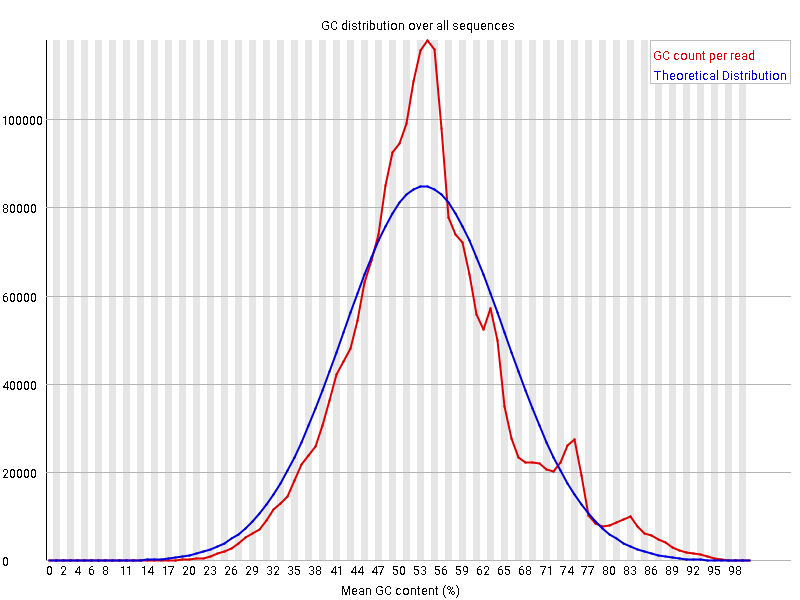 GC distribution over all sequences
GC count per read
Theoretical Distribution
100000
80000
60000
40000
20000
0
0 2 4 6 8 11 14 17 20 23 26 29 32 35 38 41 44 47 50 53 56 59 62 65 68 71 74 77 80 83 86 89 92 95 98
Mean GC content (%)